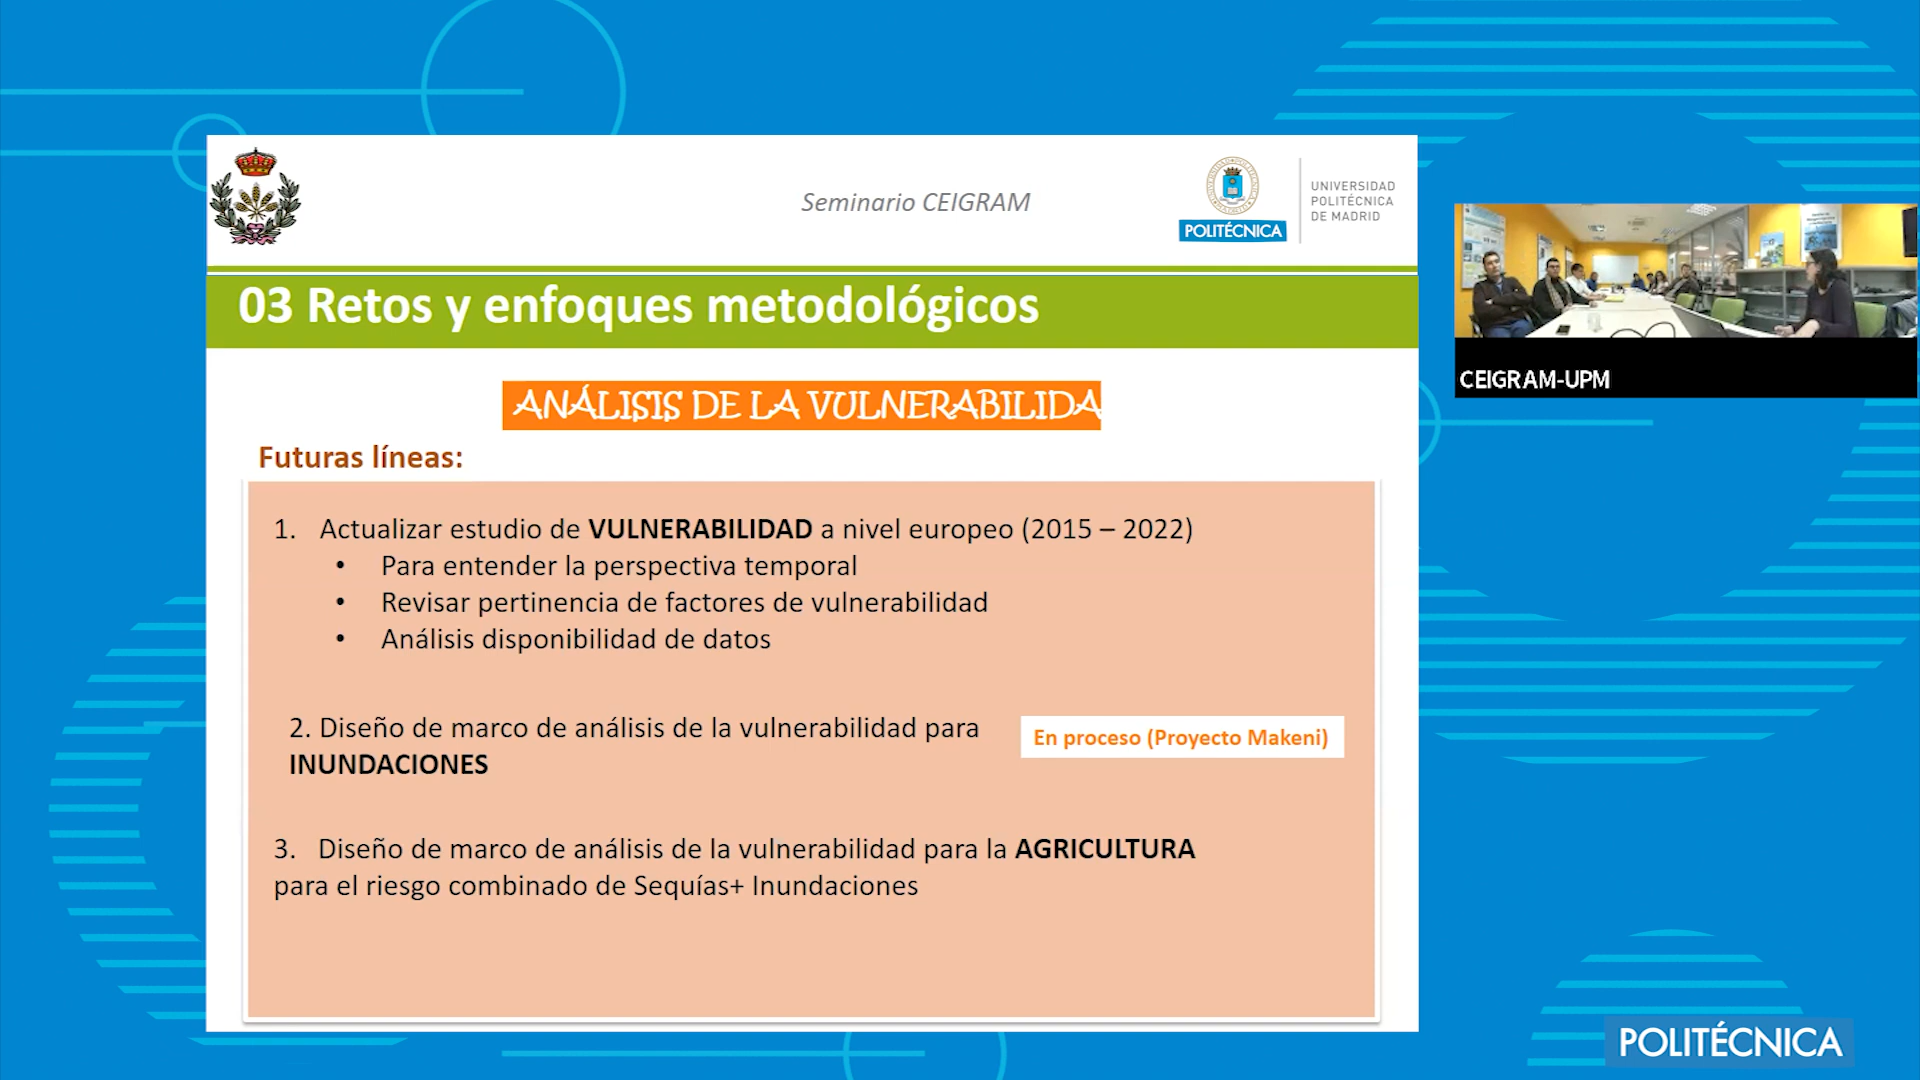 Seminario CEIGRAM
POLITÉCNICA
UNIVERSIDAD
POLITÉCNICA
DE MADRID
03 Retos y enfoques metodológicos
ANÁLISIS DE LA VULNERABILIDA
Futuras líneas:
1. Actualizar estudio de VULNERABILIDAD a nivel europeo (2015 – 2022)
• Para entender la perspectiva temporal
• Revisar pertinencia de factores de vulnerabilidad
• Análisis disponibilidad de datos
2. Diseño de marco de análisis de la vulnerabilidad para
INUNDACIONES
En proceso (Proyecto Makeni)
3. Diseño de marco de análisis de la vulnerabilidad para la AGRICULTURA
para el riesgo combinado de Sequías+ Inundaciones
CEIGRAM-UPM
POLITÉCNICA